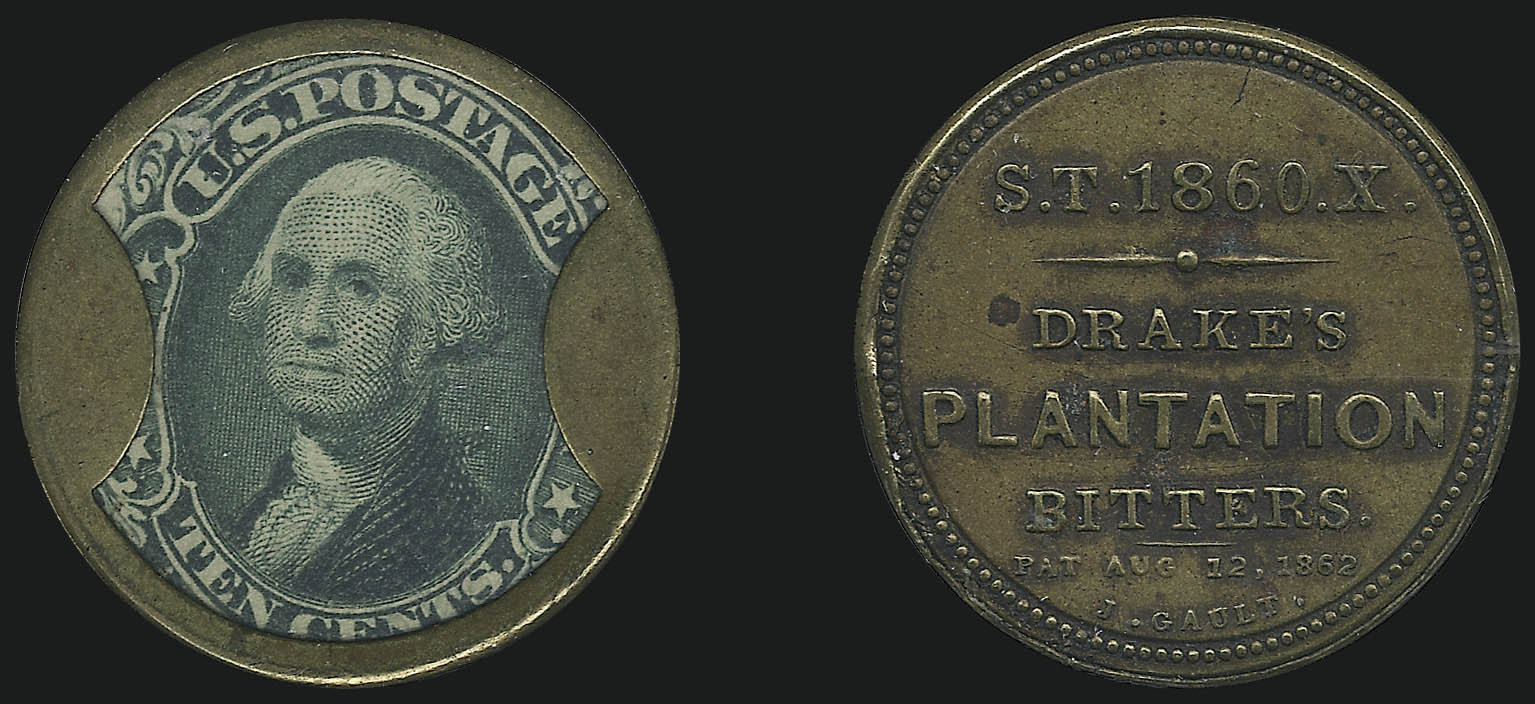 U.S. POSTAGE
TEN CENTS.
S.T.1860.X.
DRAKE'S
PLANTATION
BITTERS.
PAT AUG 12, 1862
J. GAULT.